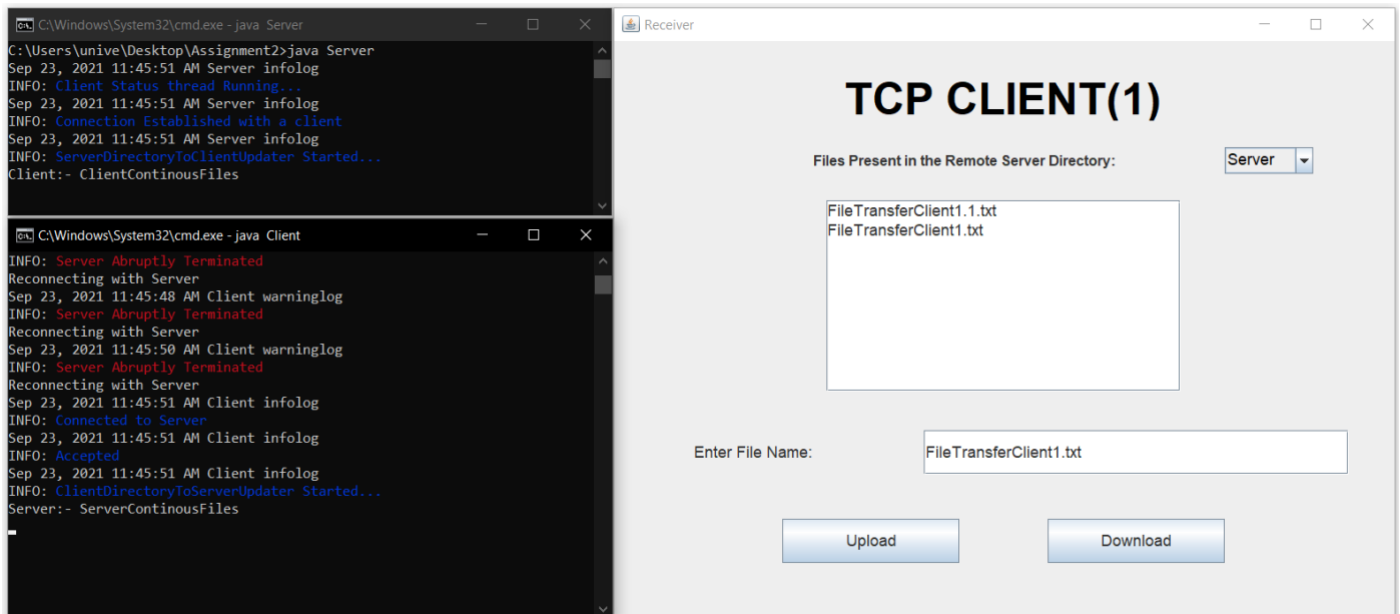 C:\Windows\System32\cmd.exe - java  Server
C:\Users\unive\Desktop\Assignment2>java Server
Sep 23, 2021 11:45:51 AM Server infolog
INFO: Client Status thread Running...
Sep 23, 2021 11:45:51 AM Server infolog
INFO: Connection Established with a client
Sep 23, 2021 11:45:51 AM Server infolog
INFO: ServerDirectoryToClientUpdater Started...
Client:- ClientContinousFiles
C:\Windows\System32\cmd.exe - java  Client
INFO: Server Abruptly Terminated
Reconnecting with Server
Sep 23, 2021 11:45:48 AM Client warninglog
INFO: Server Abruptly Terminated
Reconnecting with Server
Sep 23, 2021 11:45:50 AM Client warninglog
INFO: Server Abruptly Terminated
Reconnecting with Server
Sep 23, 2021 11:45:51 AM Client infolog
INFO: Connected to Server
Sep 23, 2021 11:45:51 AM Client infolog
INFO: Accepted
Sep 23, 2021 11:45:51 AM Client infolog
INFO: ClientDirectoryToServerUpdater Started...
Server:- ServerContinousFiles
Receiver
TCP CLIENT(1)
Files Present in the Remote Server Directory: Server
FileTransferClient1.1.txt
FileTransferClient1.txt
Enter File Name: FileTransferClient1.txt
Upload Download